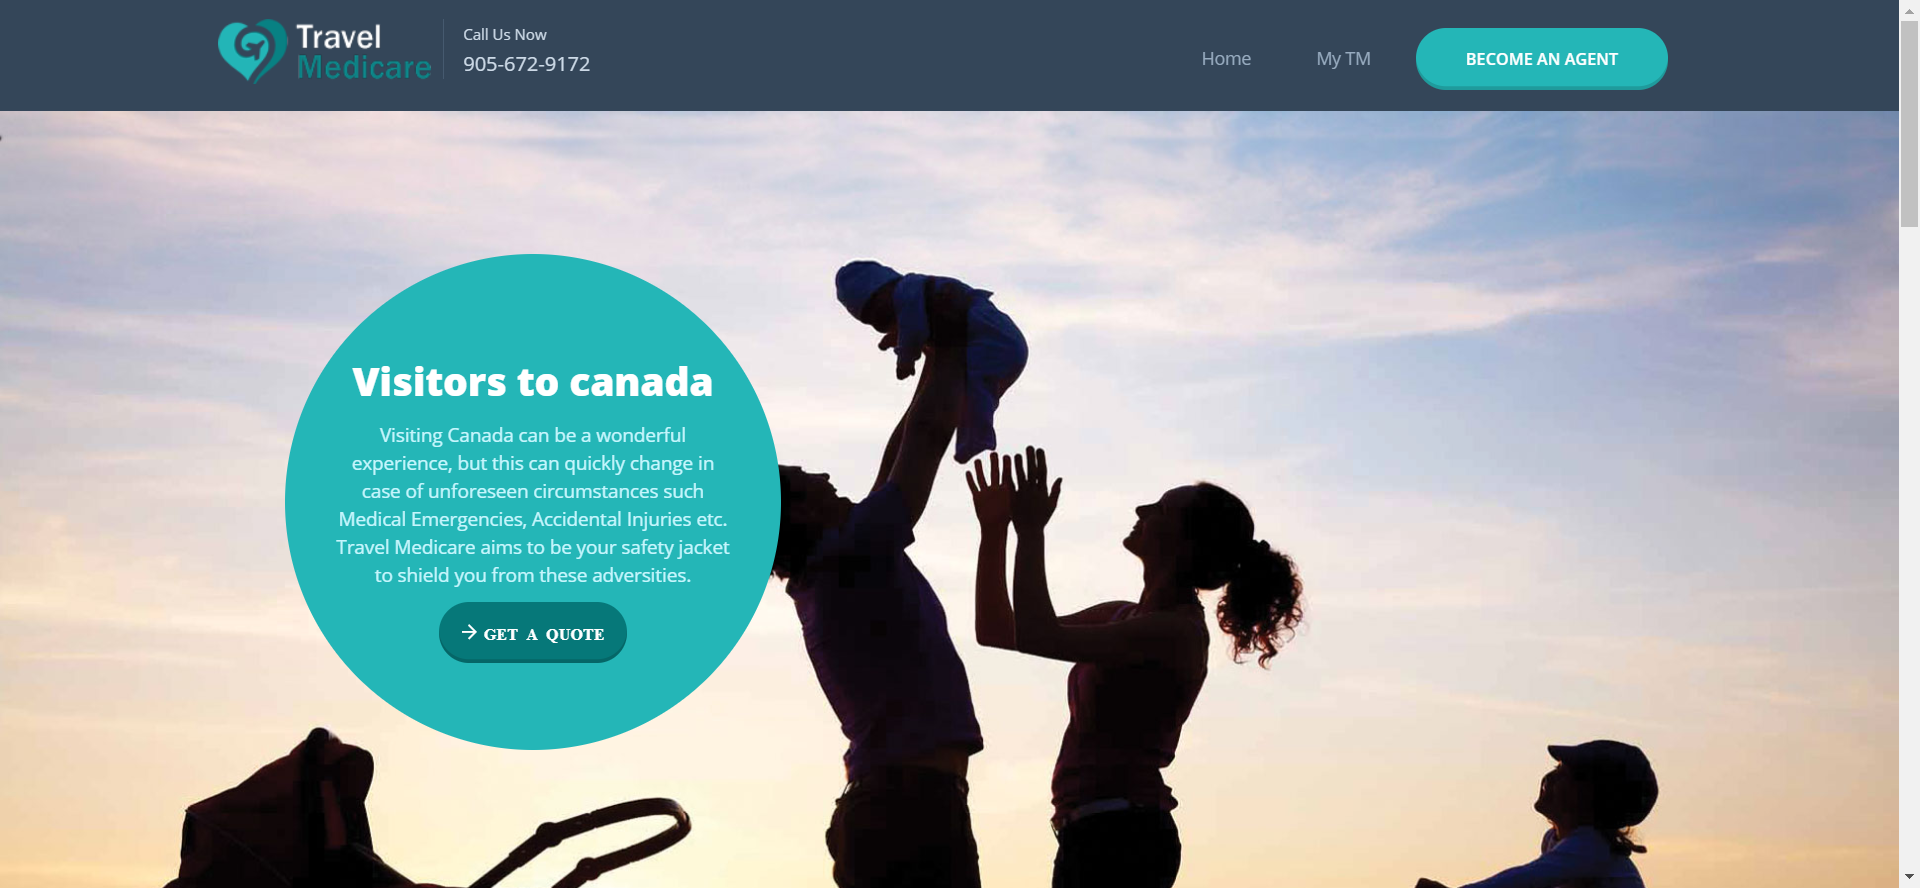 Travel
Medicare
Call Us Now
905-672-9172
Home
My TM
BECOME AN AGENT
Visitors to canada
Visiting Canada can be a wonderful
experience, but this can quickly change in
case of unforeseen circumstances such
Medical Emergencies, Accidental Injuries etc.
Travel Medicare aims to be your safety jacket
to shield you from these adversities.
GET A QUOTE